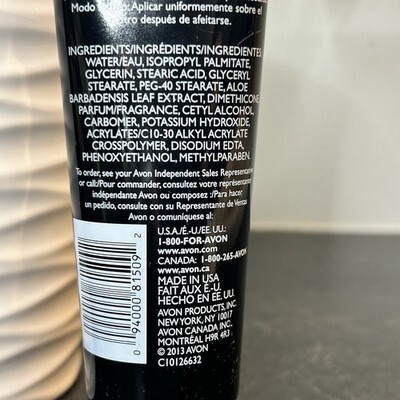 Modo de
Aplicar uniformemente sobre el
rostro después de afeitarse.
INGREDIENTS/INGRÉDIENTS/INGREDIENTES:
WATER/EAU, ISOPROPYL PALMITATE,
GLYCERIN, STEARIC ACID, GLYCERYL
STEARATE, PEG-40 STEARATE, ALOE
BARBADENSIS LEAF EXTRACT, DIMETHICONE,
PARFUM/FRAGRANCE, CETYL ALCOHOL,
CARBOMER, POTASSIUM HYDROXIDE,
ACRYLATES/C10-30 ALKYL ACRYLATE
CROSSPOLYMER, DISODIUM EDTA,
PHENOXYETHANOL, METHYLPARABEN.
To order, see your Avon Independent Sales Representative
or call:/Pour commander, consultez votre représentante
indépendante Avon ou composez :/Para hacer
un pedido, consulte con su Representante de Ventas
Avon o comuníquese al:
U.S.A./É.-U./EE. UU.:
1-800-FOR-AVON
www.avon.com
CANADA: 1-800-265-AVON
www.avon.ca
MADE IN USA
FAIT AUX É.-U.
HECHO EN EE. UU.
AVON PRODUCTS, INC.
NEW YORK, NY 10017
AVON CANADA INC.
MONTRÉAL H9R 4R3
© 2013 AVON
C10126632
0 94000 81509 2